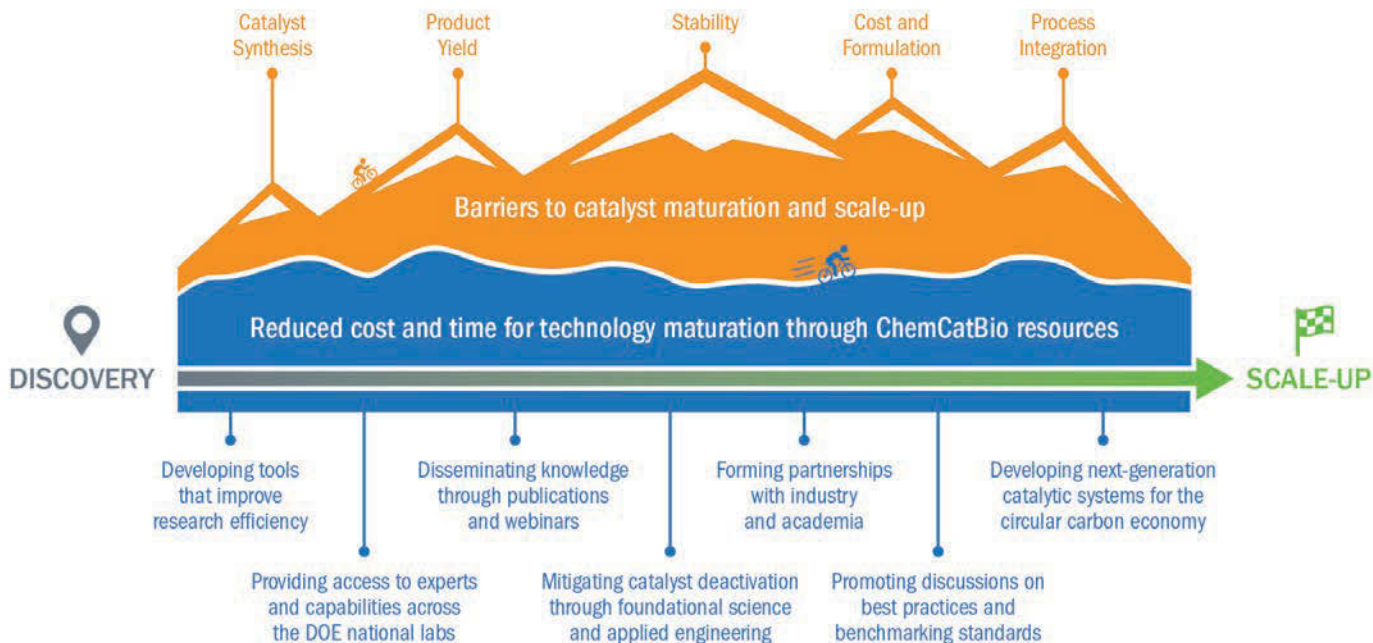 Catalyst
Synthesis
Product
Yield
Stability
Cost and
Formulation
Process
Integration
Barriers to catalyst maturation and scale-up
Reduced cost and time for technology maturation through ChemCatBio resources
DISCOVERY
SCALE-UP
Developing tools
that improve
research efficiency
Disseminating knowledge
through publications
and webinars
Forming partnerships
with industry
and academia
Developing next-generation
catalytic systems for the
circular carbon economy
Providing access to experts
and capabilities across
the DOE national labs
Mitigating catalyst deactivation
through foundational science
and applied engineering
Promoting discussions on
best practices and
benchmarking standards